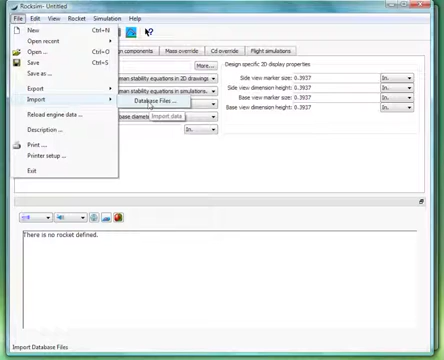 Rocksim- Untitled
File Edit View Rocket Simulation Help
New Ctrl+N
Open recent
Open ... Ctrl+O
Save Ctrl+S
Save as ...
Export
Import
Database Files ...
Import data
Reload engine data ...
Description ...
Print ...
Printer setup ...
Exit
components Mass override Cd override Flight simulations
More...
Design specific 2D display properties
man stability equations in 2D drawings
Side view marker size: 0.3937 In.
man stability equations in simulations.
Side view dimension height: 0.3937 In.
Base view marker size: 0.3937 In.
base diamete
Base view dimension height: 0.3937 In.
In.
There is no rocket defined.
Import Database Files